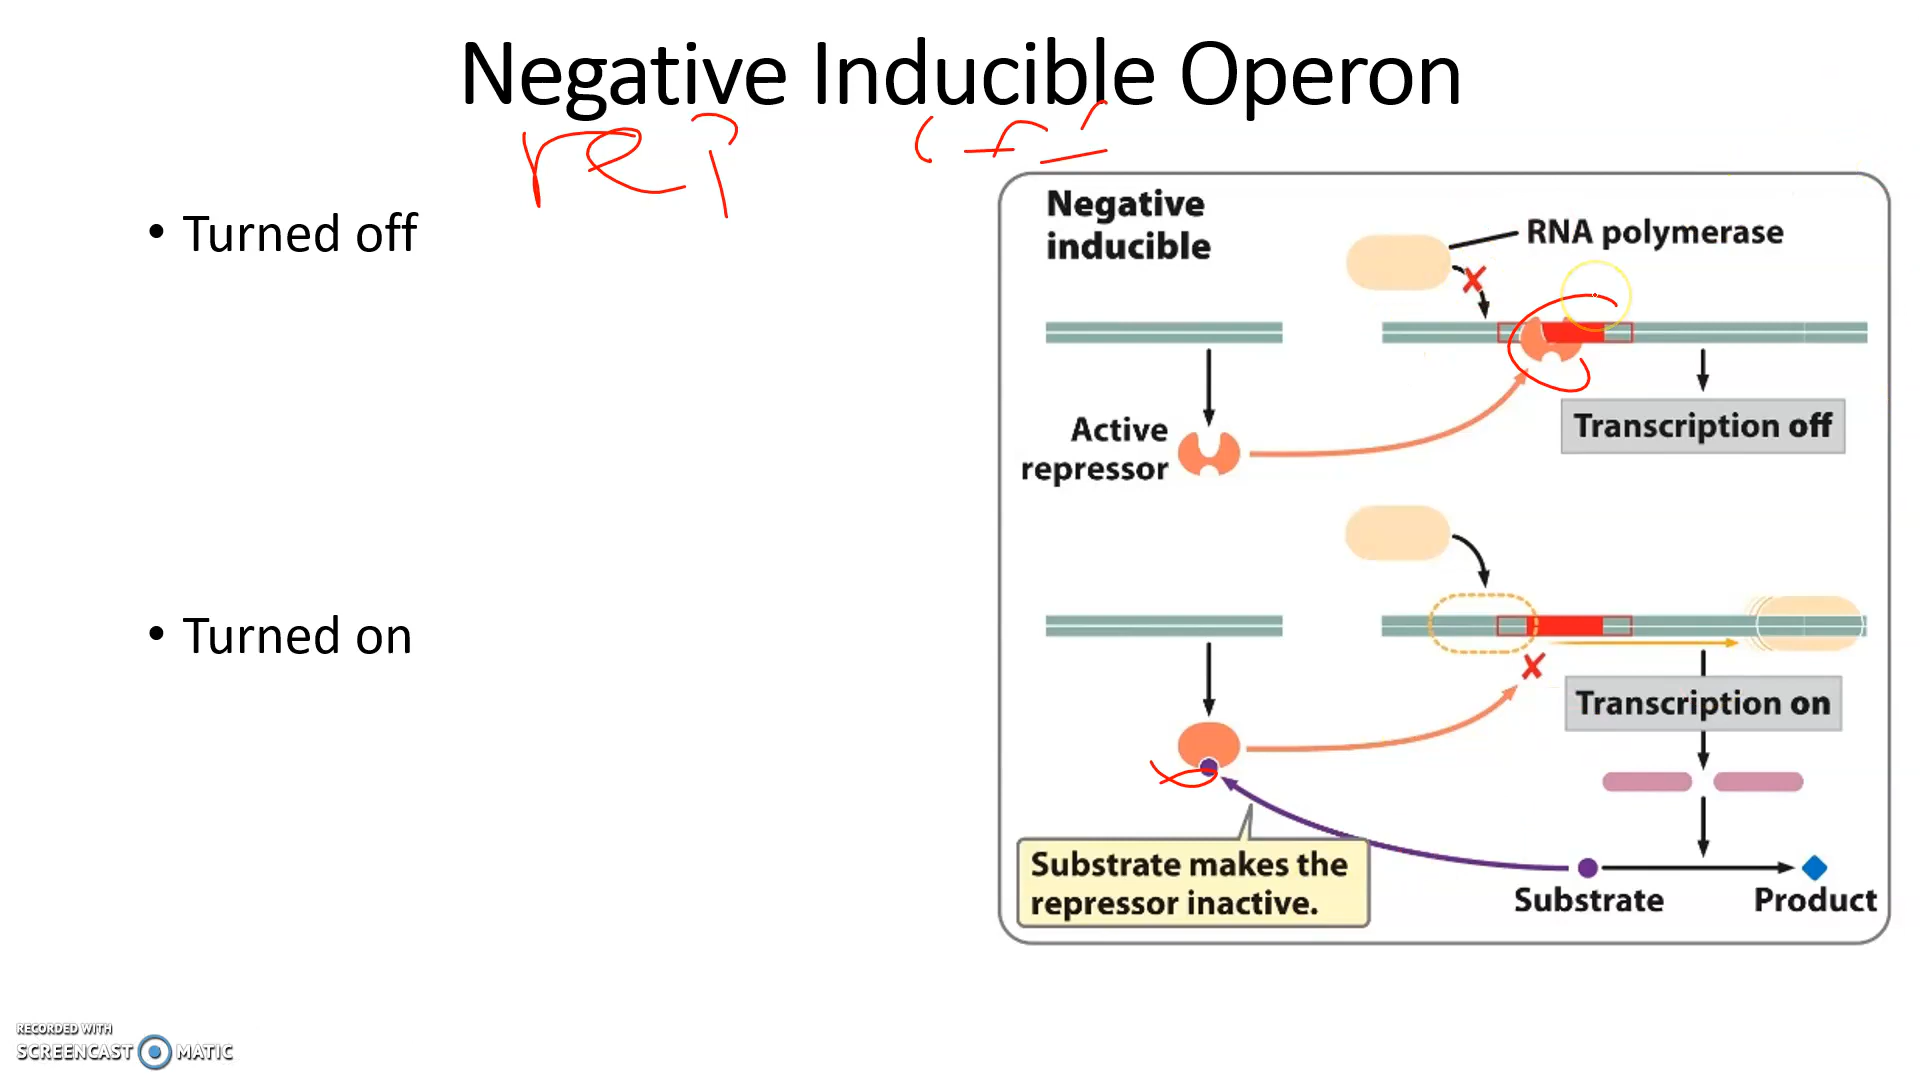 Negative Inducible Operon
rep
• Turned off
Negative
inducible
RNA polymerase
Transcription off
Active
repressor
• Turned on
Transcription on
Substrate makes the
repressor inactive.
Substrate
Product
RECORDED WITH
SCREENCAST MATIC